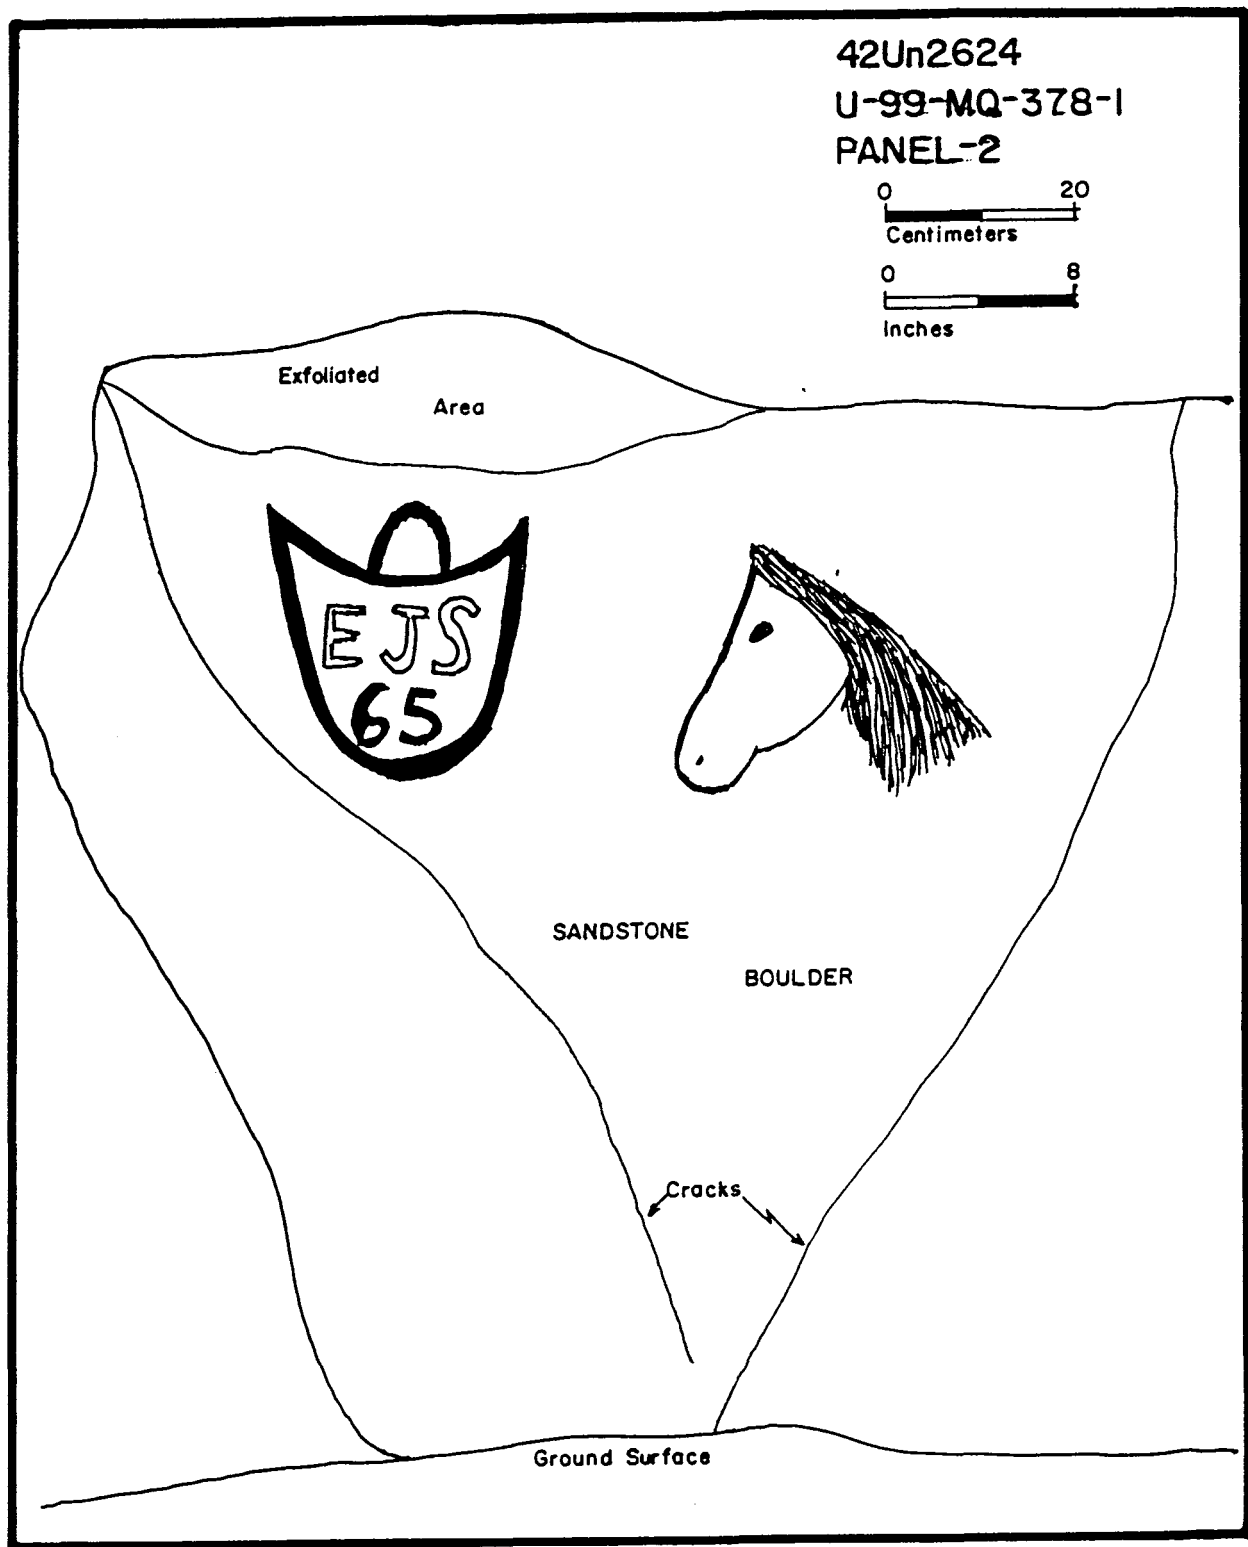 42Un2624
U-99-MQ-378-1
PANEL-2
0 20
Centimeters
0 8
Inches
Exfoliated
Area
EJS
65
SANDSTONE
BOULDER
Cracks
Ground Surface